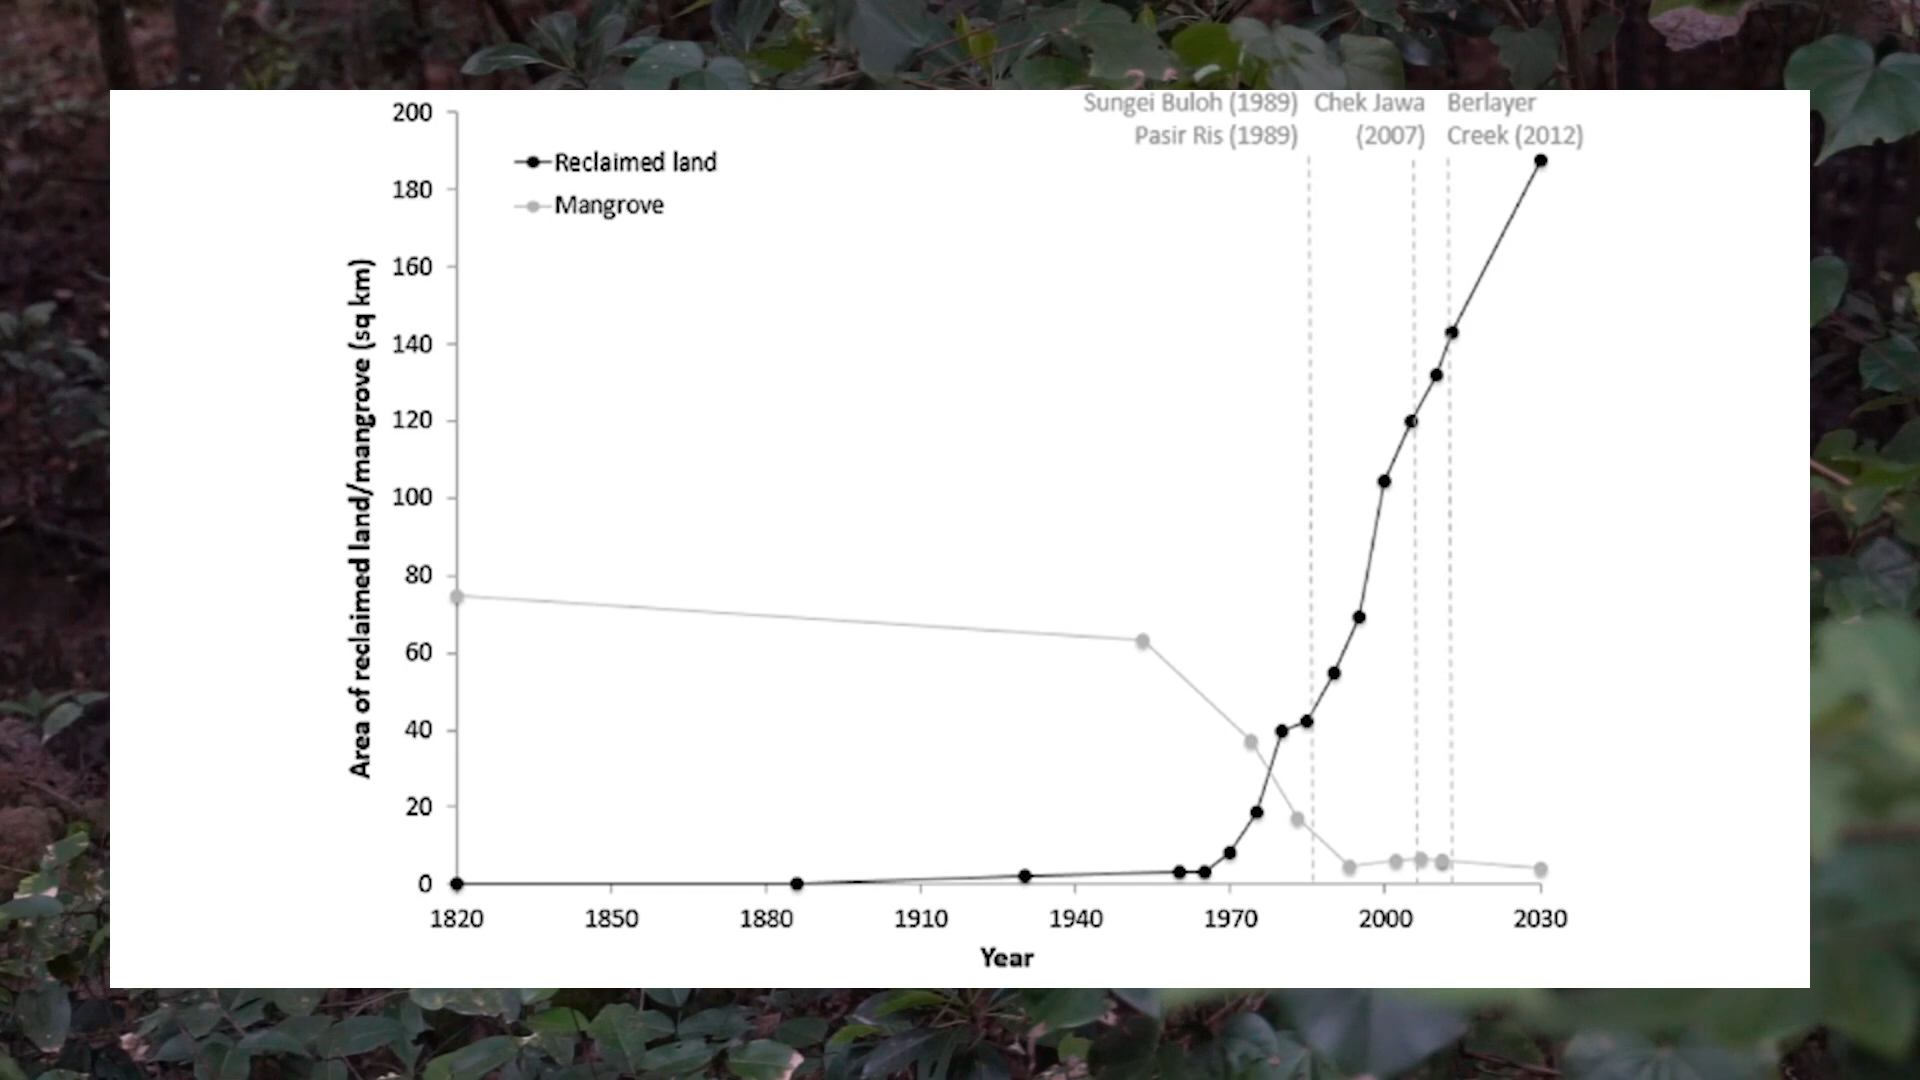 Sungei Buloh (1989)
Pasir Ris (1989)
Chek Jawa
(2007)
Berlayer
Creek (2012)
Reclaimed land
Mangrove
Area of reclaimed land/mangrove (sq km)
200
180
160
140
120
100
80
60
40
20
0
1820 1850 1880 1910 1940 1970 2000 2030
Year